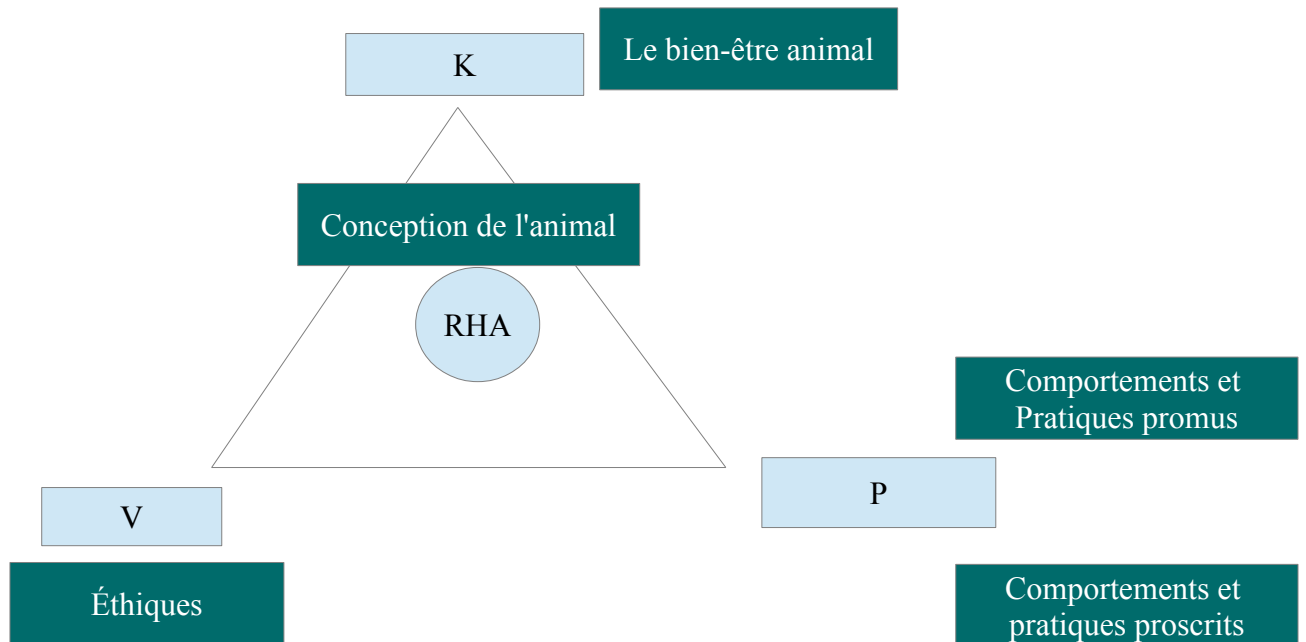 K
Le bien-être animal
Conception de l'animal
RHA
Comportements et
Pratiques promus
P
V
Éthiques
Comportements et
pratiques proscrits